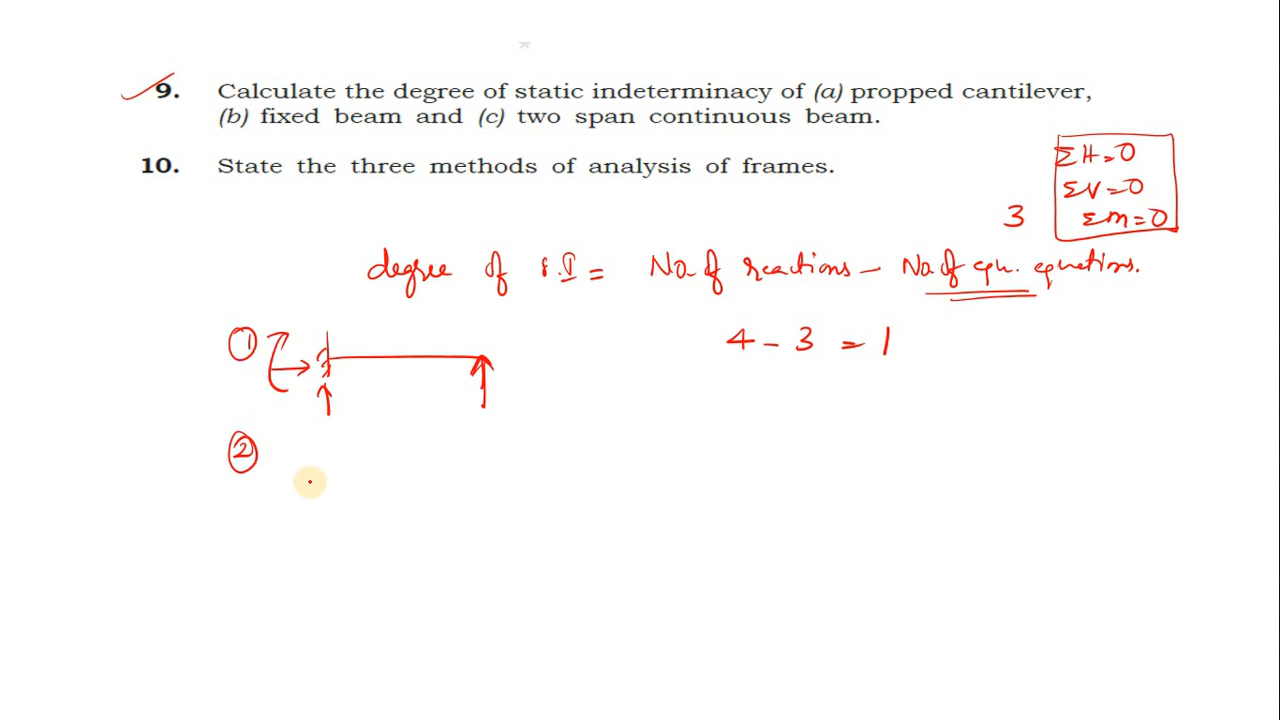 9. Calculate the degree of static indeterminacy of (a) propped cantilever,
(b) fixed beam and (c) two span continuous beam.
10. State the three methods of analysis of frames.
ΣH=0
ΣV=0
3 ΣM=0
degree of S.I = No. of reactions - No. of equ. equations.
① 4 - 3 = 1
②